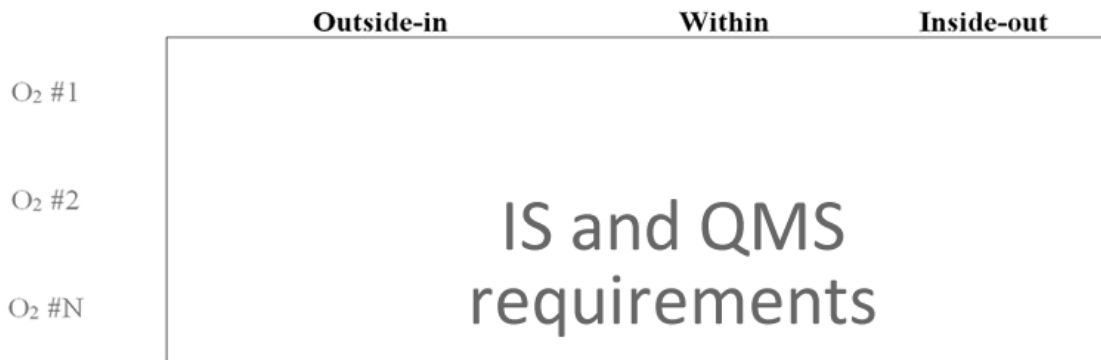 Outside-in Within Inside-out
O₂ #1
O₂ #2
IS and QMS
requirements
O₂ #N